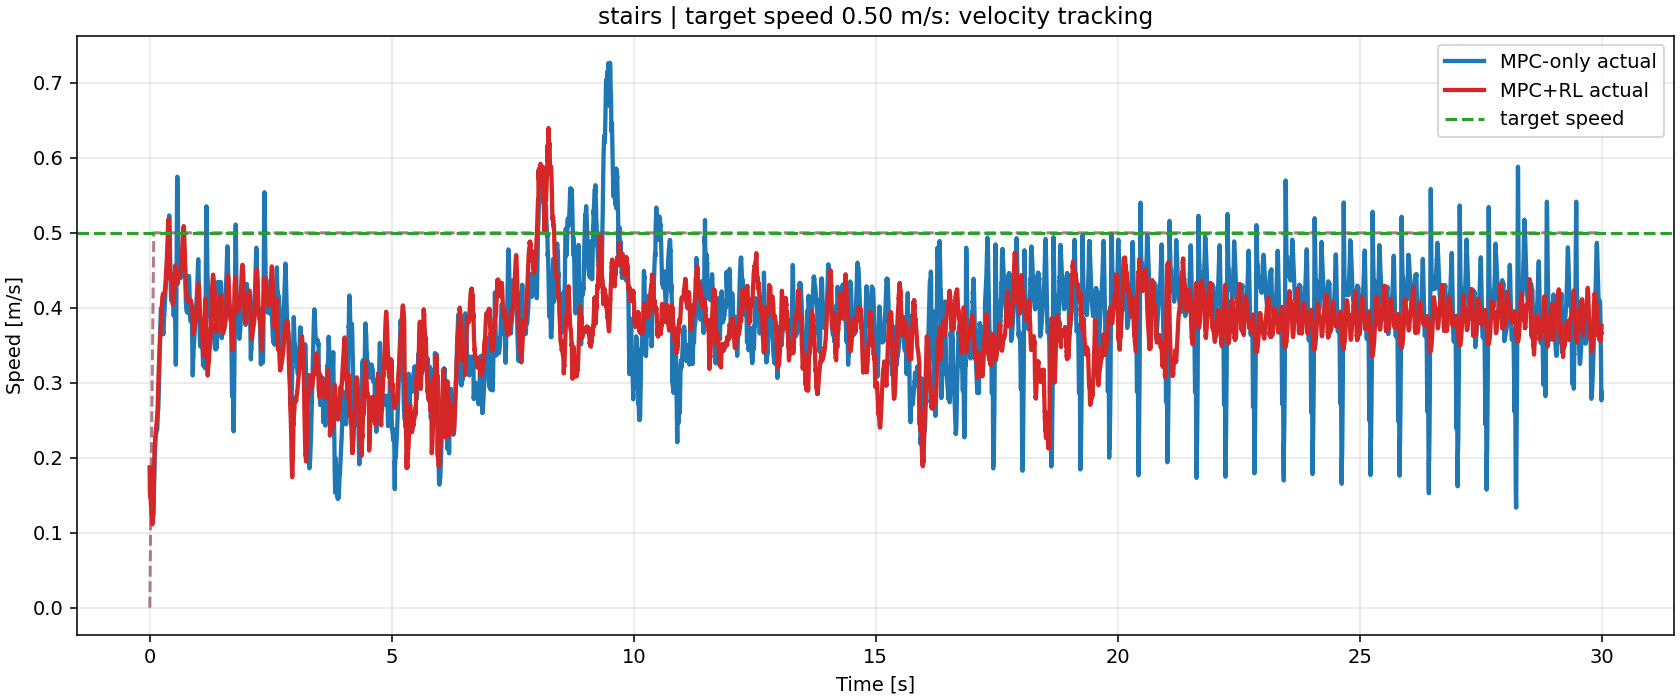 stairs | target speed 0.50 m/s: velocity tracking
MPC-only actual
MPC+RL actual
target speed
Speed [m/s]
0.7
0.6
0.5
0.4
0.3
0.2
0.1
0.0
0 5 10 15 20 25 30
Time [s]